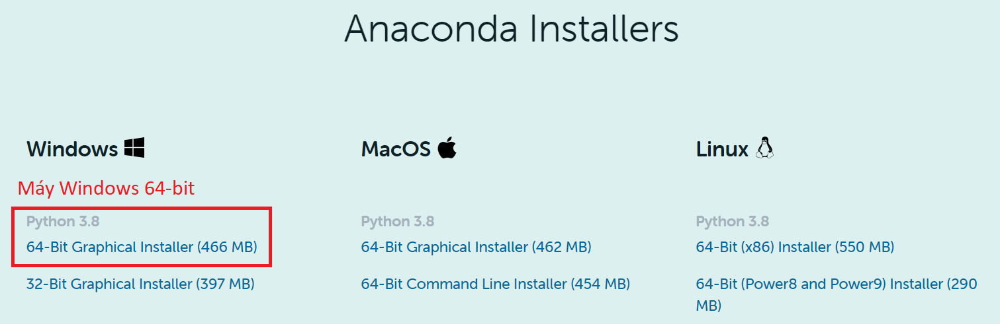 Anaconda Installers
Windows
Máy Windows 64-bit
Python 3.8
64-Bit Graphical Installer (466 MB)
32-Bit Graphical Installer (397 MB)
MacOS
Python 3.8
64-Bit Graphical Installer (462 MB)
64-Bit Command Line Installer (454 MB)
Linux
Python 3.8
64-Bit (x86) Installer (550 MB)
64-Bit (Power8 and Power9) Installer (290
MB)